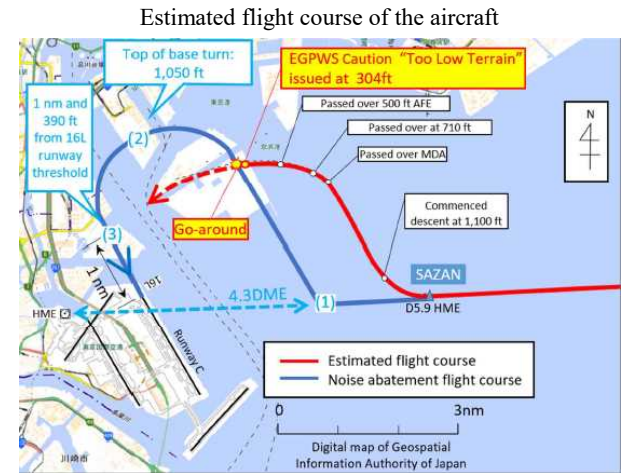 Estimated flight course of the aircraft
Top of base turn:
1,050 ft
EGPWS Caution “Too Low Terrain”
issued at 304ft
1 nm and
390 ft
from 16L
runway
threshold
Passed over 500 ft AFE
Passed over at 710 ft
Passed over MDA
N
4
(2)
Go-around
Commenced
descent at 1,100 ft
(3)
SAZAN
1 nm
16L
4.3DME
(1)
D5.9 HME
HME
Runway C
Estimated flight course
Noise abatement flight course
0
3nm
Digital map of Geospatial
Information Authority of Japan
川崎市